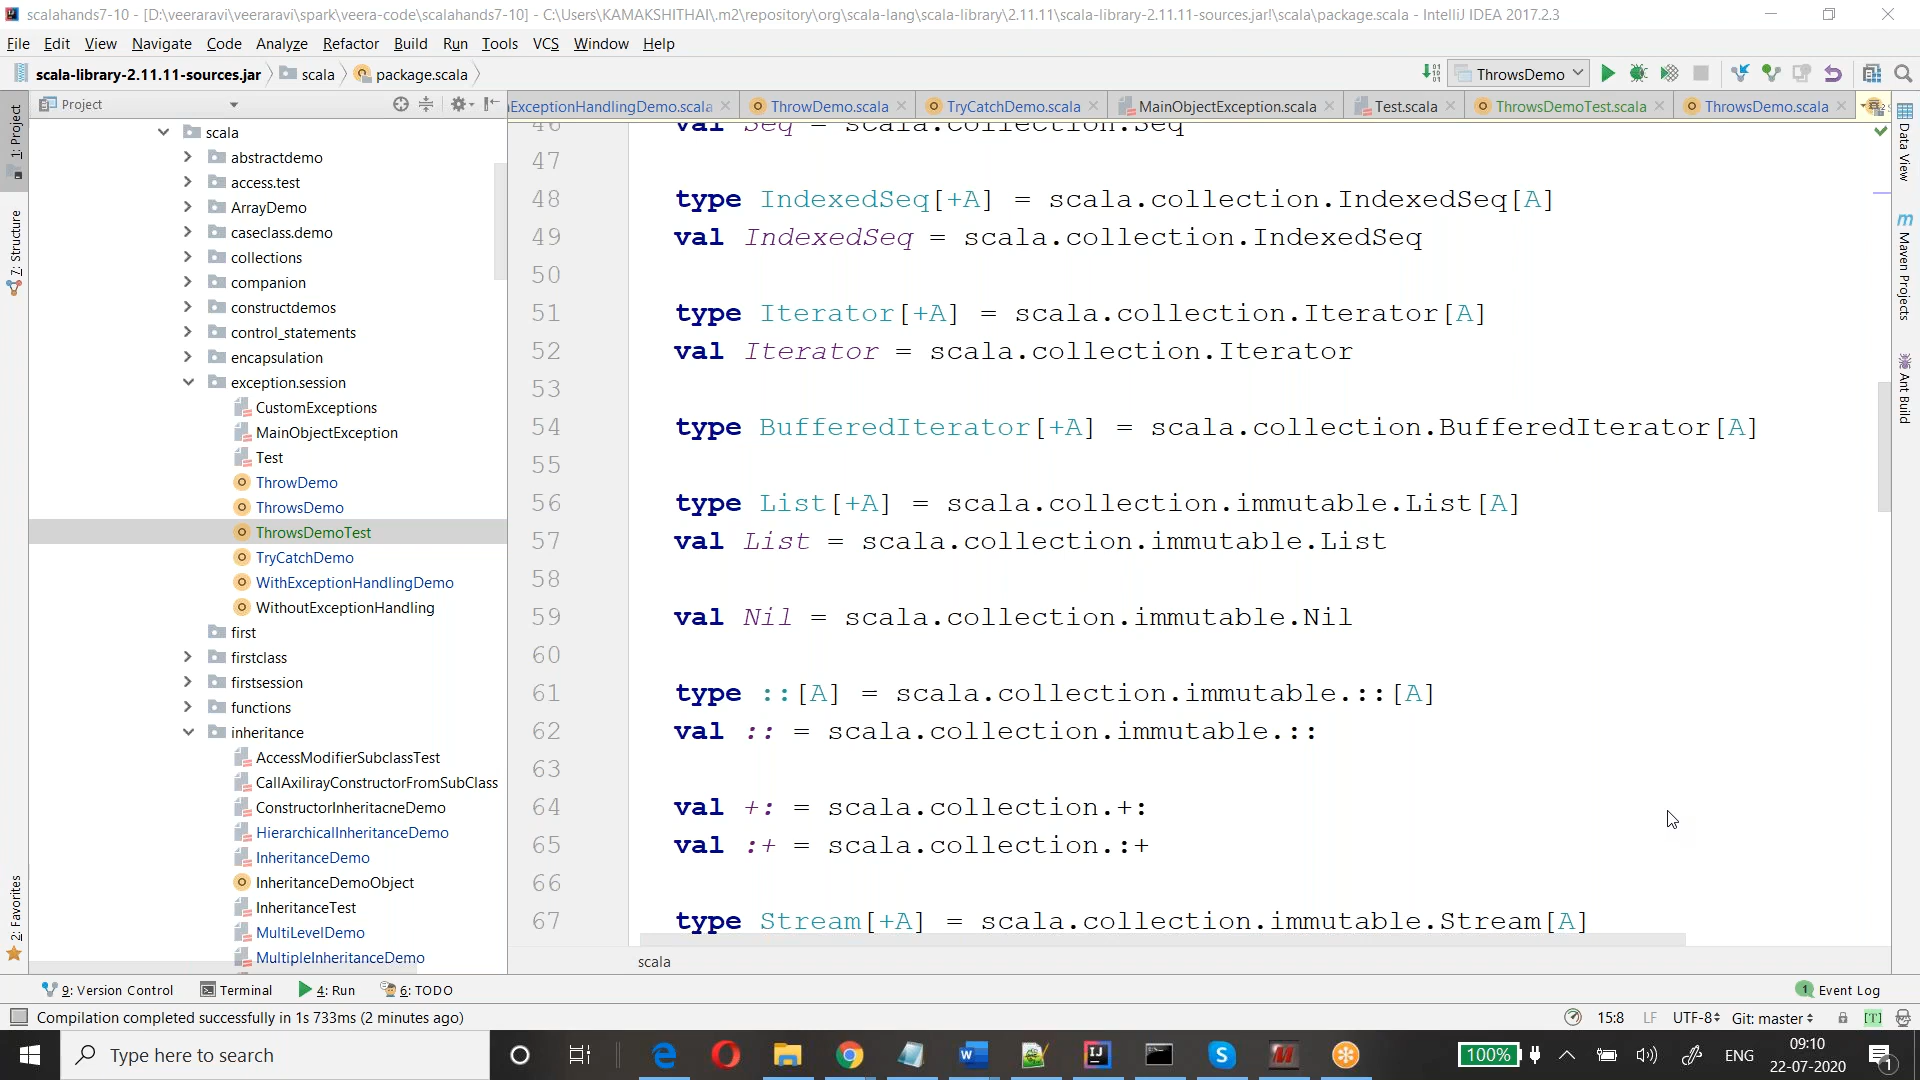 scalahands7-10 - [D:\veeraravi\veeraravi\spark\veera-code\scalahands7-10] - C:\Users\KAMAKSHITHAI\.m2\repository\org\scala-lang\scala-library\2.11.11\scala-library-2.11.11-sources.jar!\scala\package.scala - IntelliJ IDEA 2017.2.3
File Edit View Navigate Code Analyze Refactor Build Run Tools VCS Window Help
scala-library-2.11.11-sources.jar scala package.scala ThrowsDemo
Project
ExceptionHandlingDemo.scala ThrowDemo.scala TryCatchDemo.scala MainObjectException.scala Test.scala ThrowsDemoTest.scala ThrowsDemo.scala
1: Project
7: Structure
2: Favorites
scala
abstractdemo
access.test
ArrayDemo
caseclass.demo
collections
companion
constructdemos
control_statements
encapsulation
exception.session
CustomExceptions
MainObjectException
Test
ThrowDemo
ThrowsDemo
ThrowsDemoTest
TryCatchDemo
WithExceptionHandlingDemo
WithoutExceptionHandling
first
firstclass
firstsession
functions
inheritance
AccessModifierSubclassTest
CallAxilirayConstructorFromSubClass
ConstructorInheritacneDemo
HierarchicalInheritanceDemo
InheritanceDemo
InheritanceDemoObject
InheritanceTest
MultiLevelDemo
MultipleInheritanceDemo
46 val Seq = scala.collection.Seq
47
48 type IndexedSeq[+A] = scala.collection.IndexedSeq[A]
49 val IndexedSeq = scala.collection.IndexedSeq
50
51 type Iterator[+A] = scala.collection.Iterator[A]
52 val Iterator = scala.collection.Iterator
53
54 type BufferedIterator[+A] = scala.collection.BufferedIterator[A]
55
56 type List[+A] = scala.collection.immutable.List[A]
57 val List = scala.collection.immutable.List
58
59 val Nil = scala.collection.immutable.Nil
60
61 type ::[A] = scala.collection.immutable.::[A]
62 val :: = scala.collection.immutable.::
63
64 val +: = scala.collection.+:
65 val :+ = scala.collection.:+
66
67 type Stream[+A] = scala.collection.immutable.Stream[A]
scala
Data View
Maven Projects
Ant Build
9: Version Control Terminal 4: Run 6: TODO 1 Event Log
Compilation completed successfully in 1s 733ms (2 minutes ago) 15:8 LF UTF-8 Git: master [T]
Type here to search 100% ENG 09:10
22-07-2020 1